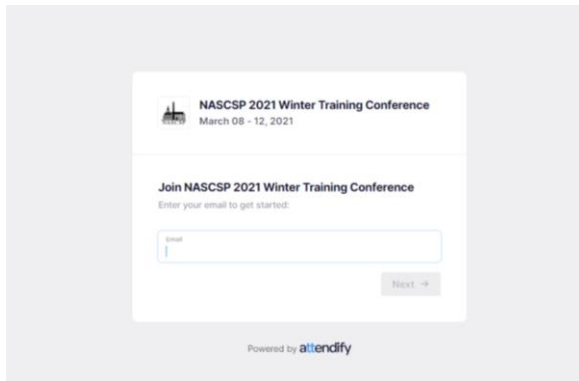 NASCSP 2021 Winter Training Conference
March 08 - 12, 2021
Join NASCSP 2021 Winter Training Conference
Enter your email to get started:
Email
Next →
Powered by attendify